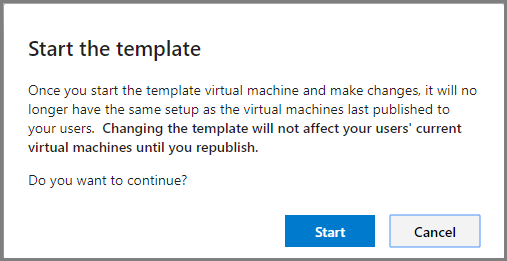 Start the template
Once you start the template virtual machine and make changes, it will no
longer have the same setup as the virtual machines last published to
your users.  Changing the template will not affect your users' current
virtual machines until you republish.
Do you want to continue?
Start
Cancel